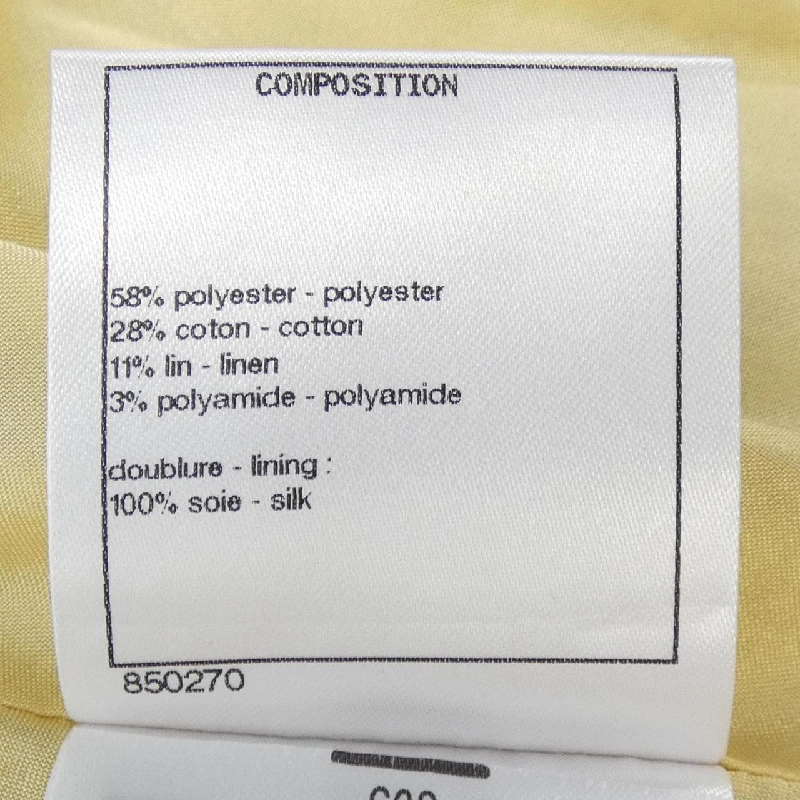 COMPOSITION
58% polyester - polyester
28% coton - cotton
11% lin - linen
3% polyamide - polyamide
doublure - lining :
100% soie - silk
850270